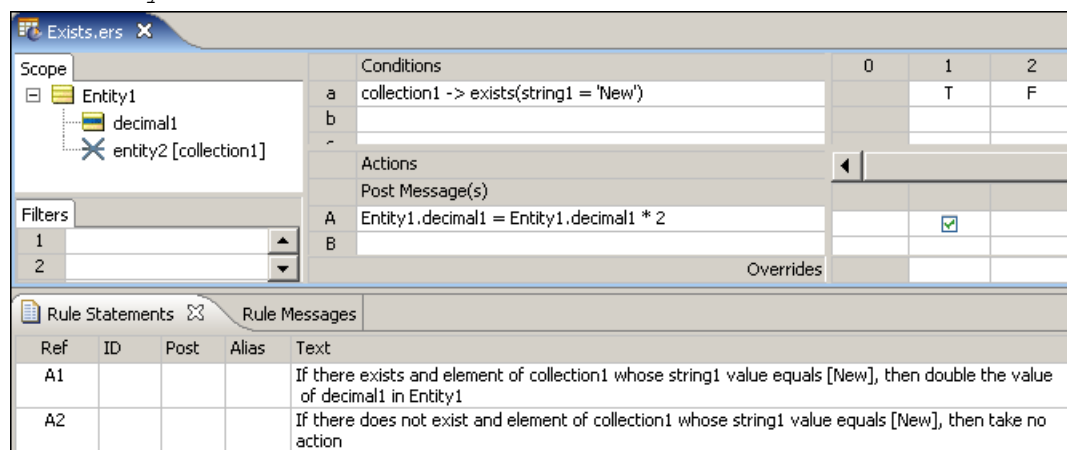 Exists.ers
Scope
Entity1
decimal1
entity2 [collection1]
Filters
1
2
Conditions 0 1 2
a collection1 -> exists(string1 = 'New') T F
b
Actions
Post Message(s)
A Entity1.decimal1 = Entity1.decimal1 * 2
B
Overrides
Rule Statements Rule Messages
Ref ID Post Alias Text
A1 If there exists and element of collection1 whose string1 value equals [New], then double the value
of decimal1 in Entity1
A2 If there does not exist and element of collection1 whose string1 value equals [New], then take no
action